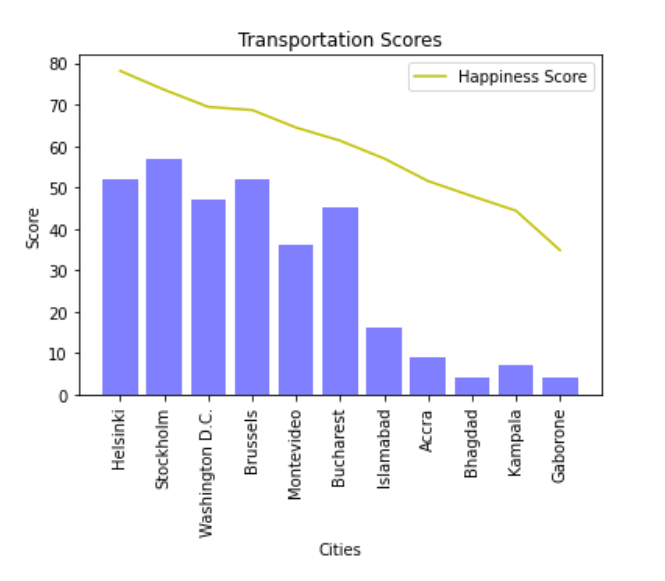 Transportation Scores
Happiness Score
Score
80
70
60
50
40
30
20
10
0
Helsinki
Stockholm
Washington D.C.
Brussels
Montevideo
Bucharest
Islamabad
Accra
Bhagdad
Kampala
Gaborone
Cities